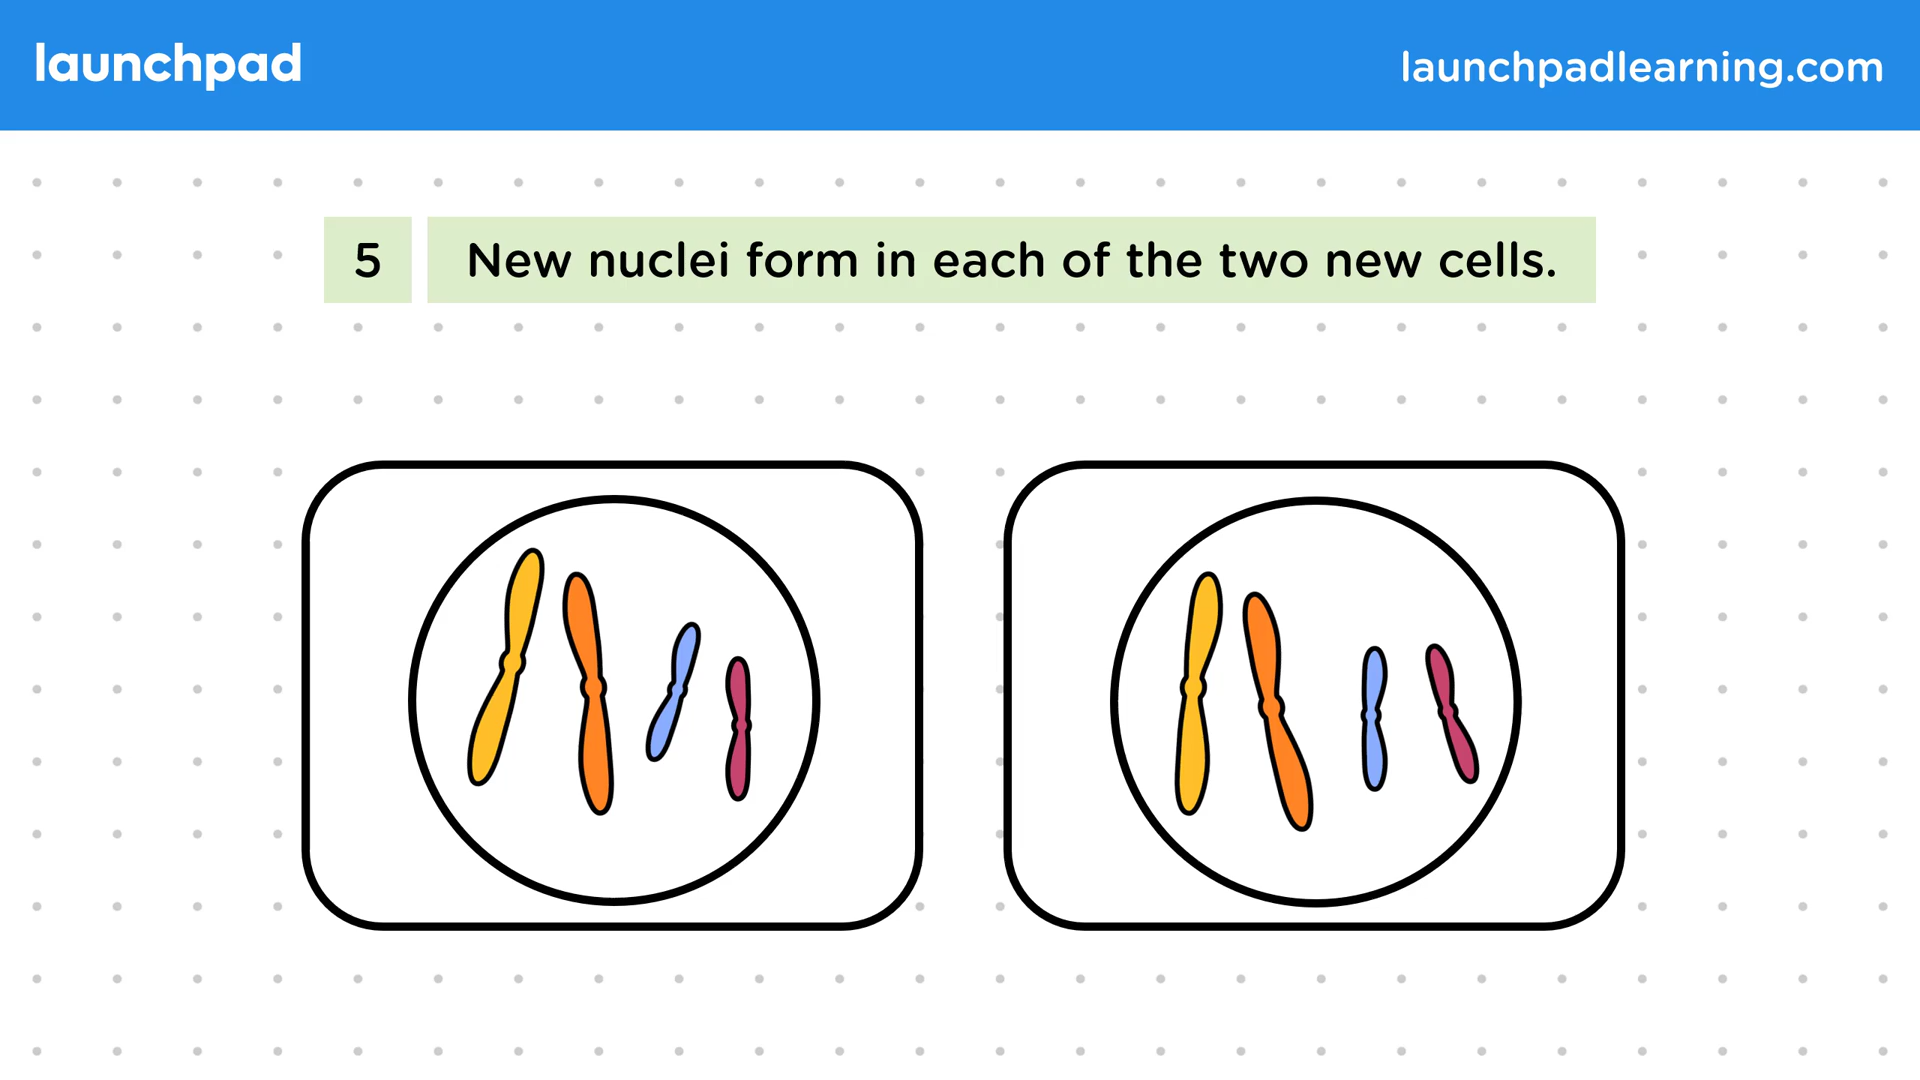 launchpad
launchpadlearning.com
5 New nuclei form in each of the two new cells.